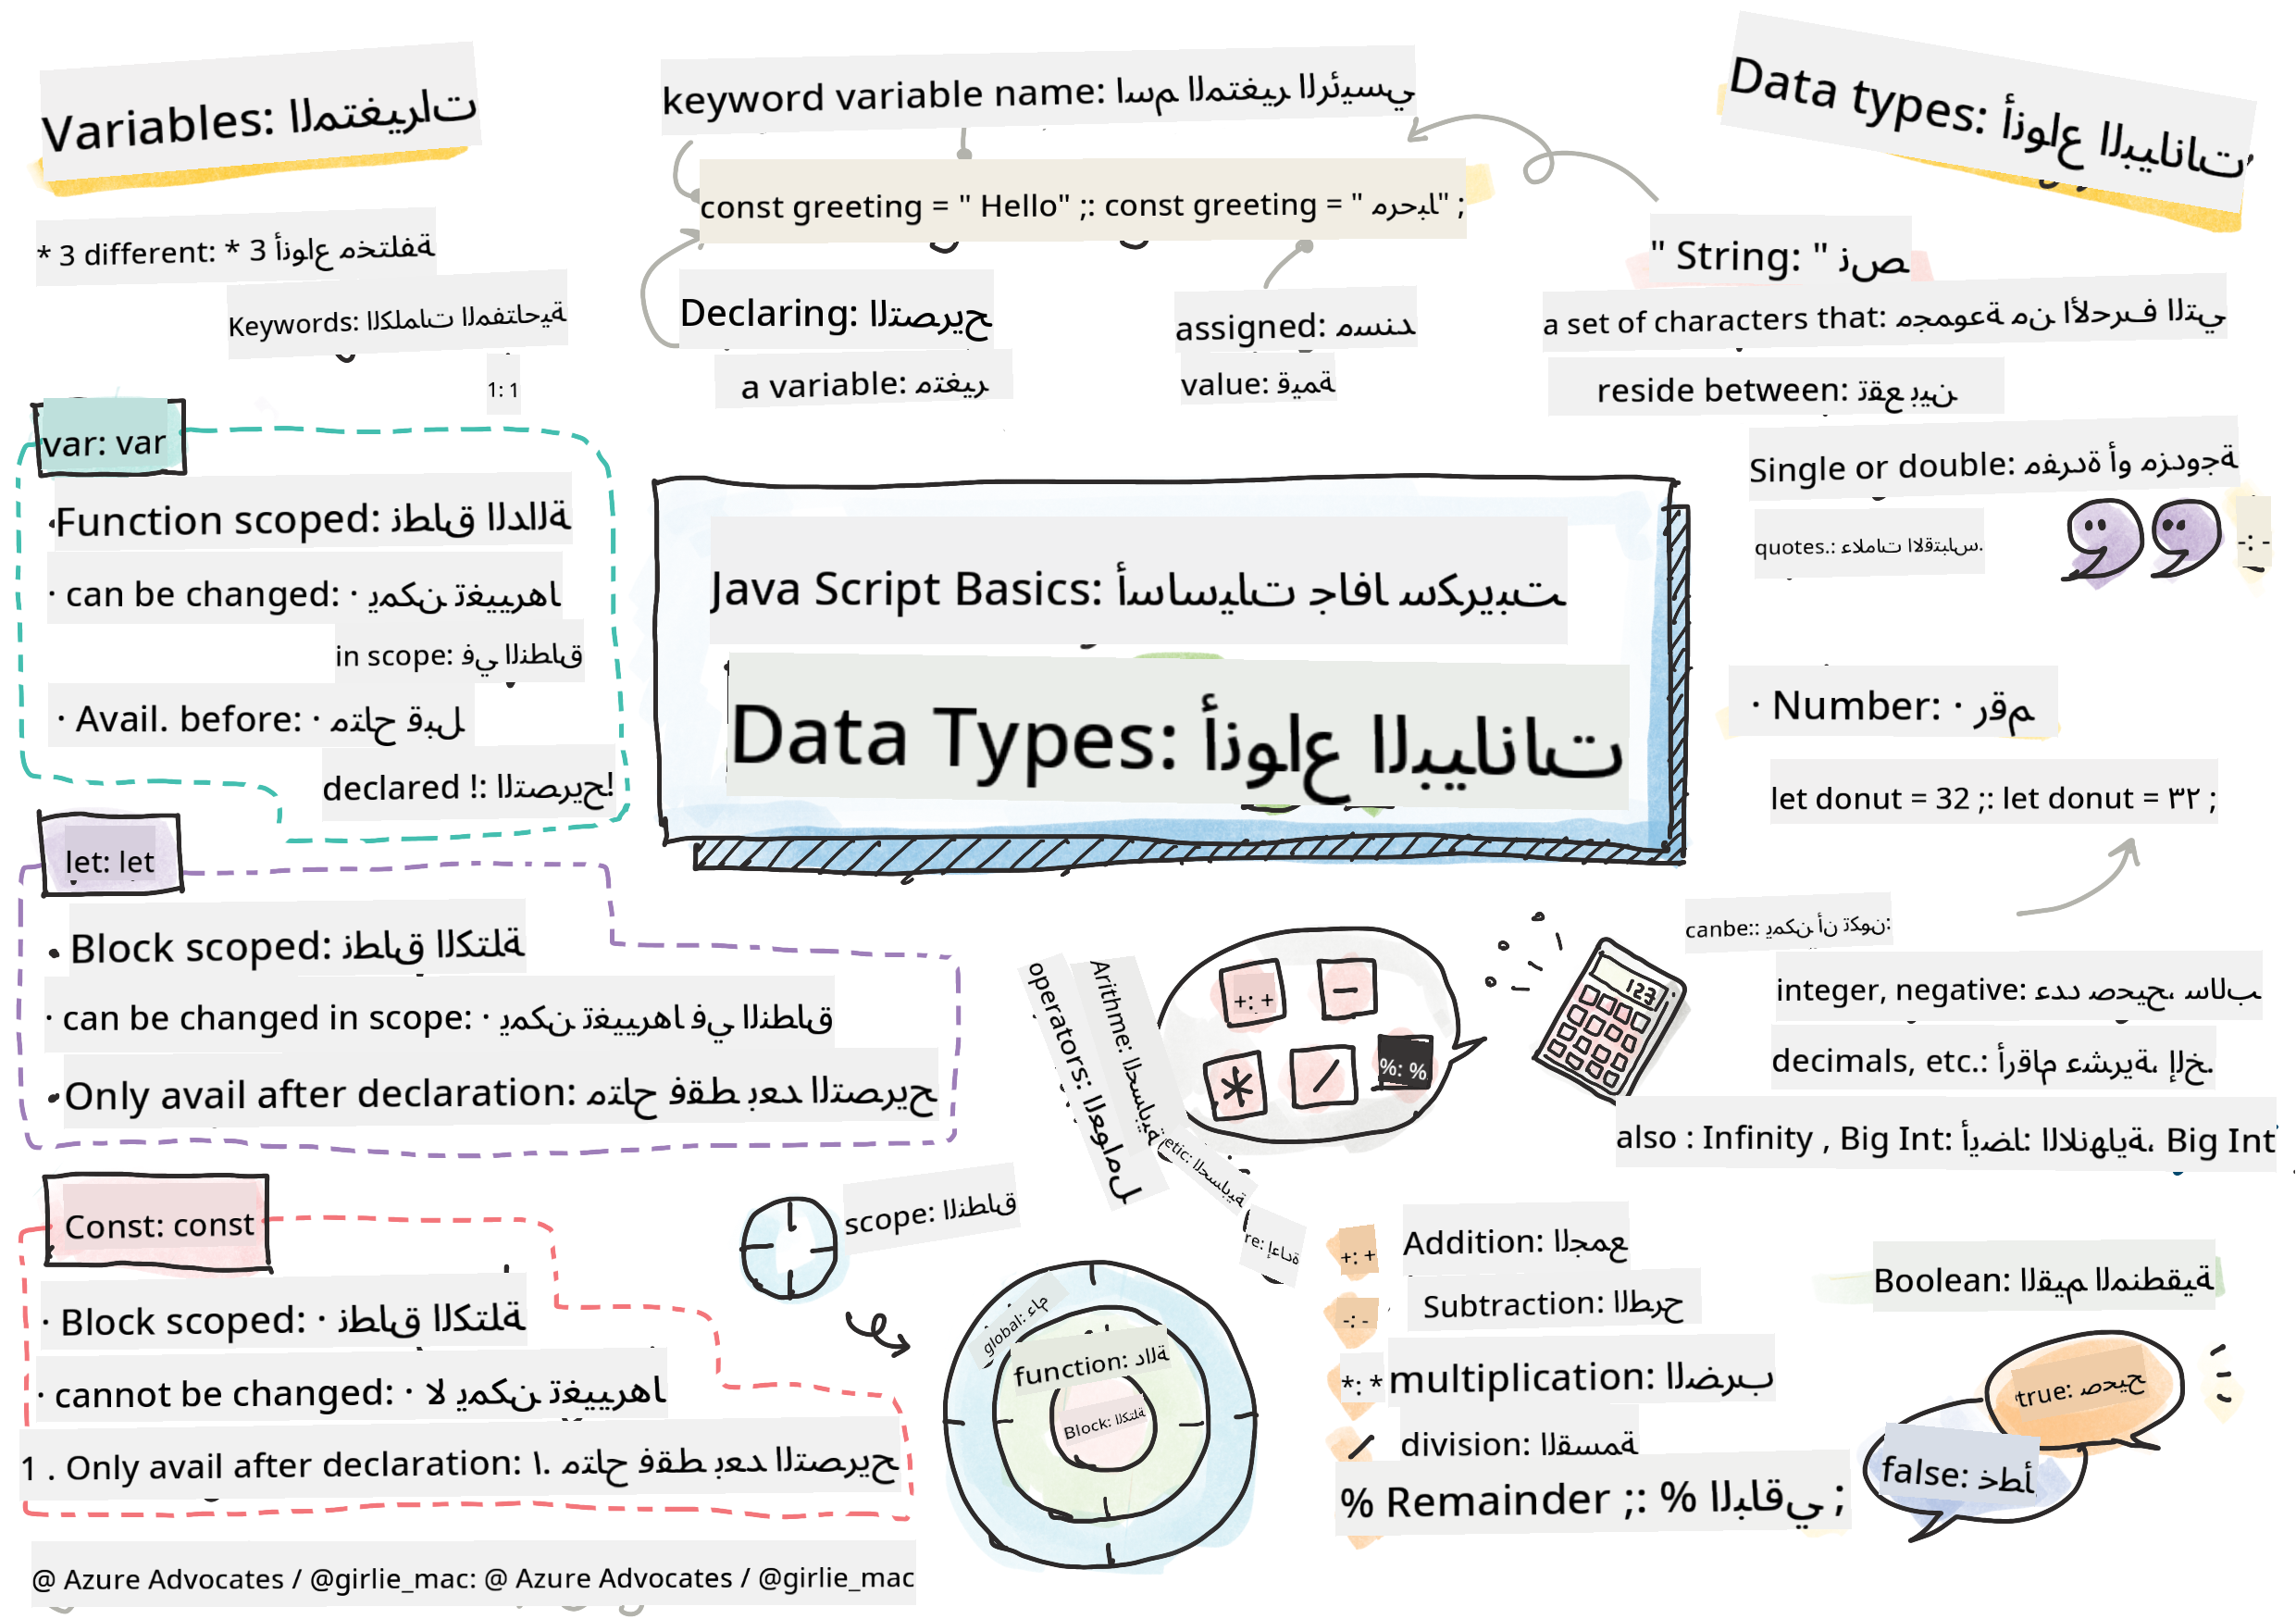 Variables: المتغيرات
* 3 different: * 3 أنواع مختلفة
Keywords: الكلمات المفتاحية
1: 1
var: var
·Function scoped: نطاق الدالة
· can be changed: · يمكن تغييرها
in scope: في النطاق
· Avail. before: · متاح قبل
declared !: التصريح!
let: let
· Block scoped: نطاق الكتلة
· can be changed in scope: · يمكن تغييرها في النطاق
·Only avail after declaration: متاح فقط بعد التصريح
Const: const
· Block scoped: · نطاق الكتلة
· cannot be changed: · لا يمكن تغييرها
1 . Only avail after declaration: ١. متاح فقط بعد التصريح
@ Azure Advocates / @girlie_mac: @ Azure Advocates / @girlie_mac
keyword variable name: اسم المتغير الرئيسي
const greeting = " Hello" ;: const greeting = " مرحبا" ;
Declaring: التصريح
a variable: متغير
assigned: مسند
value: قيمة
Java Script Basics: أساسيات جافا سكريبت
Data Types: أنواع البيانات
Data types: أنواع البيانات
" String: " نص
a set of characters that: مجموعة من الأحرف التي
reside between: تقع بين
Single or double: مفردة أو مزدوجة
quotes.: علامات الاقتباس.
-: -
· Number: · رقم
let donut = 32 ;: let donut = ٣٢ ;
canbe:: يمكن أن تكون:
integer, negative: عدد صحيح، سالب
decimals, etc.: أرقام عشرية، إلخ.
also : Infinity , Big Int: أيضا: اللانهاية، Big Int
123
operators: العوامل
Arithme: الحسابية
etic: الحسابية
re: إعادة
+: +
−
*
/
%: %
scope: النطاق
global: عام
function: دالة
Block: الكتلة
+: + Addition: الجمع
-: - Subtraction: الطرح
*: * multiplication: الضرب
/ division: القسمة
% Remainder ;: % الباقي ;
Boolean: القيم المنطقية
true: صحيح
false: خطأ